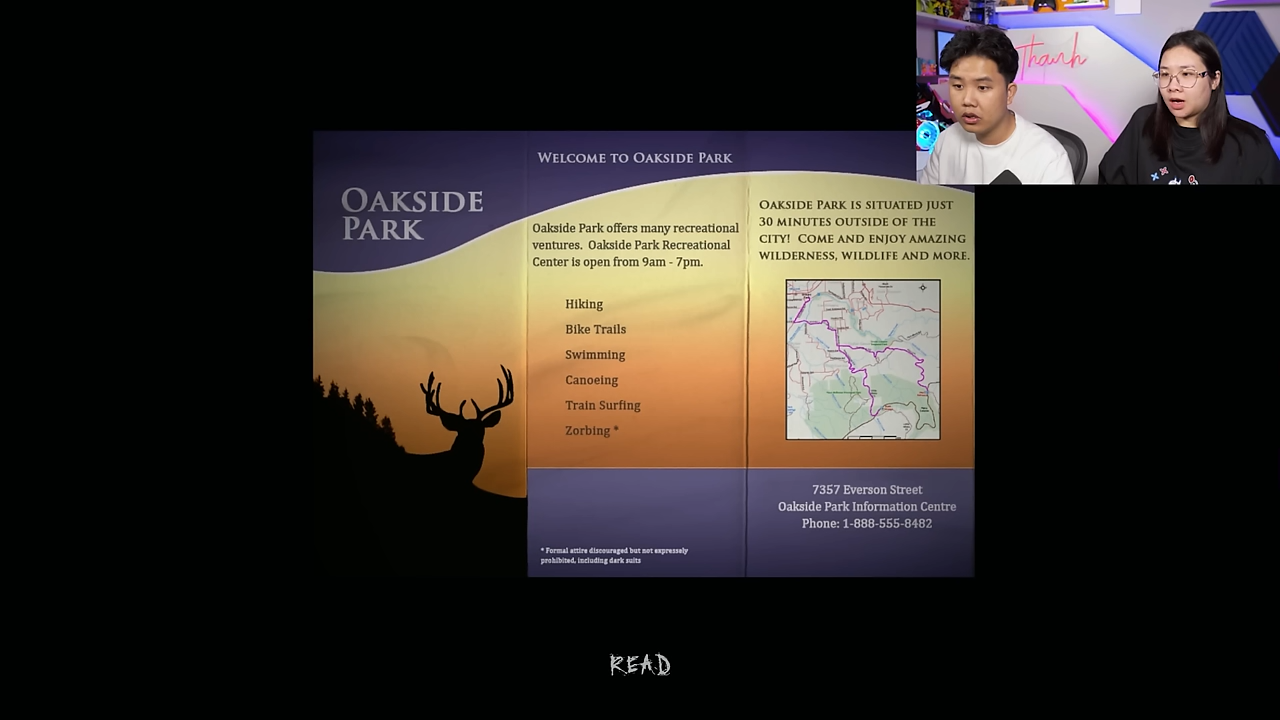 Thanh
OAKSIDE
PARK
WELCOME TO OAKSIDE PARK
Oakside Park offers many recreational
ventures.  Oakside Park Recreational
Center is open from 9am - 7pm.
Hiking
Bike Trails
Swimming
Canoeing
Train Surfing
Zorbing *
* Formal attire discouraged but not expressely
prohibited, including dark suits
OAKSIDE PARK IS SITUATED JUST
30 MINUTES OUTSIDE OF THE
CITY!  COME AND ENJOY AMAZING
WILDERNESS, WILDLIFE AND MORE.
7357 Everson Street
Oakside Park Information Centre
Phone: 1-888-555-8482
READ